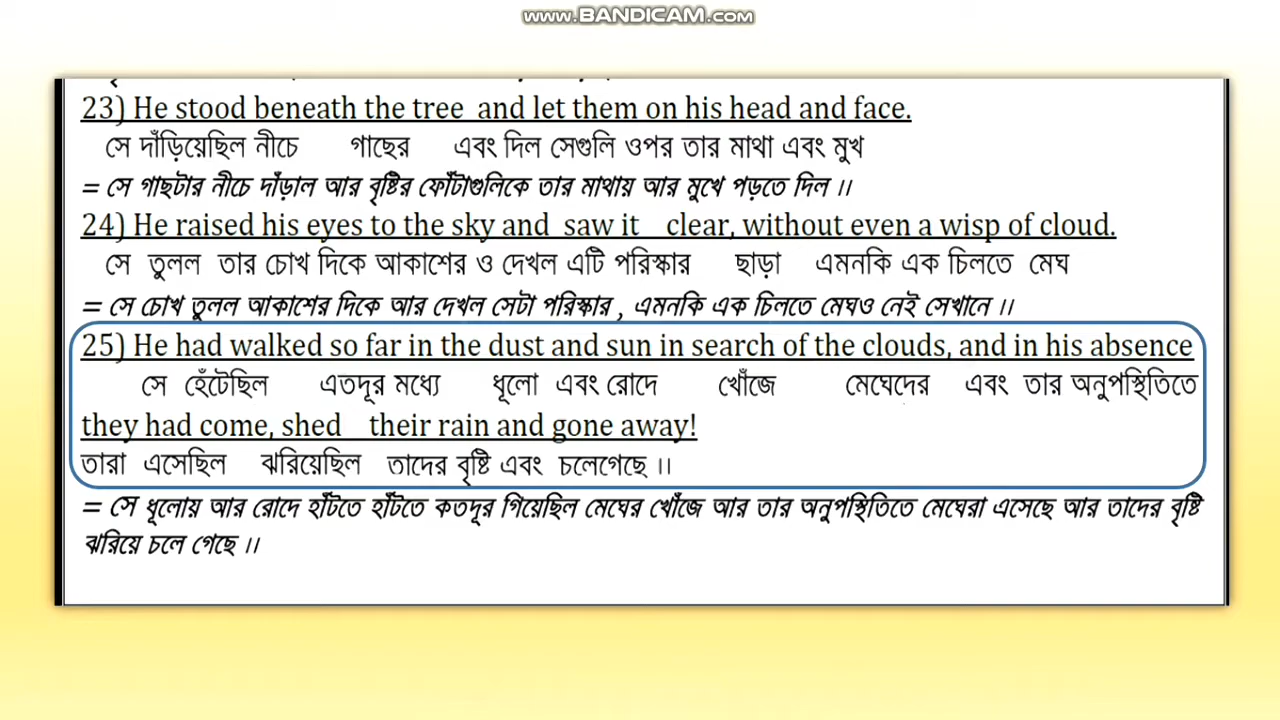 www.BANDICAM.com
23) He stood beneath the tree and let them on his head and face.
সে দাঁড়িয়েছিল নীচে গাছের এবং দিল সেগুলি ওপর তার মাথা এবং মুখ
= সে গাছটার নীচে দাঁড়াল আর বৃষ্টির ফোঁটাগুলিকে তার মাথায় আর মুখে পড়তে দিল ।।
24) He raised his eyes to the sky and saw it clear, without even a wisp of cloud.
সে তুলল তার চোখ দিকে আকাশের ও দেখল এটি পরিস্কার ছাড়া এমনকি এক চিলতে মেঘ
= সে চোখ তুলল আকাশের দিকে আর দেখল সেটা পরিস্কার , এমনকি এক চিলতে মেঘও নেই সেখানে ।।
25) He had walked so far in the dust and sun in search of the clouds, and in his absence
সে হেঁটেছিল এতদূর মধ্যে ধূলো এবং রোদে খোঁজে মেঘেদের এবং তার অনুপস্থিতিতে
they had come, shed their rain and gone away!
তারা এসেছিল ঝরিয়েছিল তাদের বৃষ্টি এবং চলেগেছে ।।
= সে ধূলোয় আর রোদে হাঁটতে হাঁটতে কতদূর গিয়েছিল মেঘের খোঁজে আর তার অনুপস্থিতিতে মেঘেরা এসেছে আর তাদের বৃষ্টি
ঝরিয়ে চলে গেছে ।।